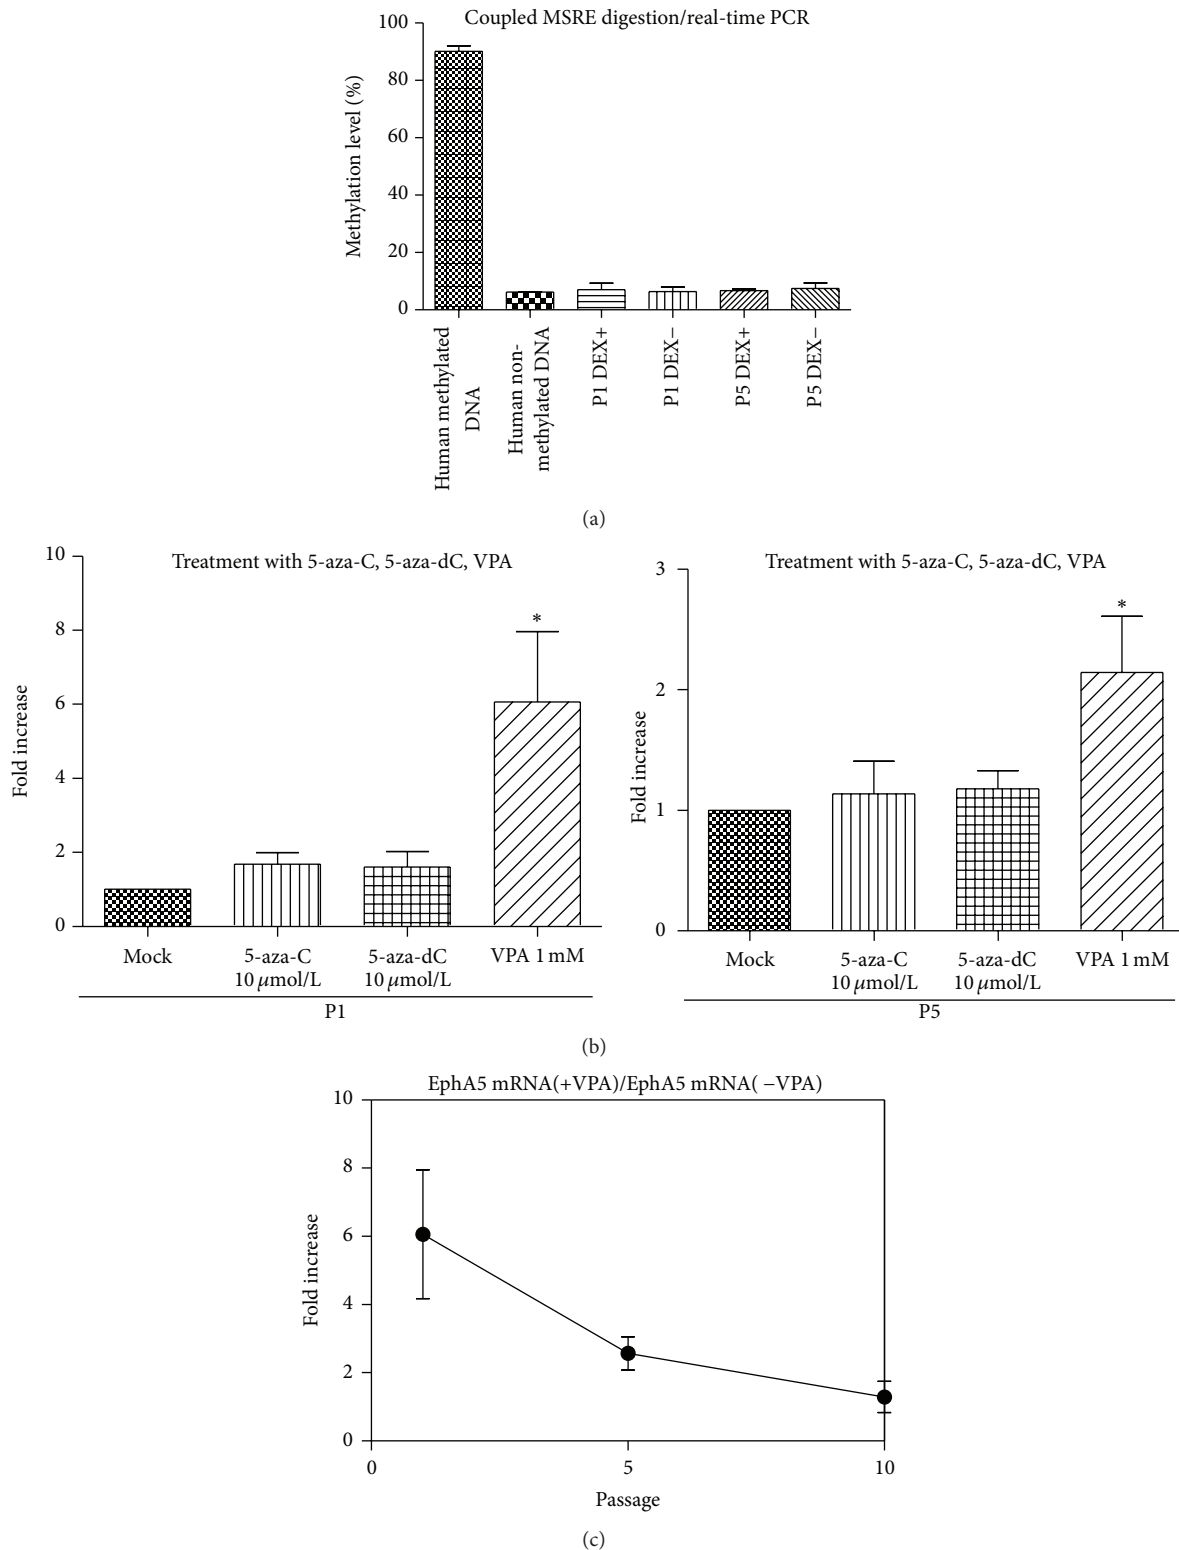 Coupled MSRE digestion/real-time PCR
Methylation level (%)
100
80
60
40
20
0
Human methylated
DNA
Human non-
methylated DNA
P1 DEX+
P1 DEX−
P5 DEX+
P5 DEX−
(a)
Treatment with 5-aza-C, 5-aza-dC, VPA
Fold increase
10
8
6
4
2
0
*
Mock
5-aza-C
10 μmol/L
5-aza-dC
10 μmol/L
VPA 1 mM
P1
Treatment with 5-aza-C, 5-aza-dC, VPA
Fold increase
3
2
1
0
*
Mock
5-aza-C
10 μmol/L
5-aza-dC
10 μmol/L
VPA 1 mM
P5
(b)
EphA5 mRNA(+VPA)/EphA5 mRNA( −VPA)
Fold increase
10
8
6
4
2
0
0
5
10
Passage
(c)